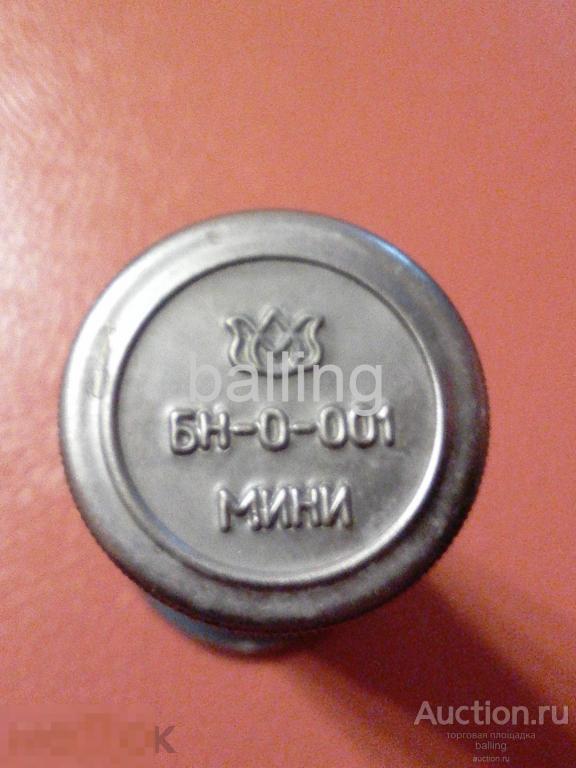 balling
БН-0-001
МИНИ
Auction.ru
торговая площадка
balling
auction.ru